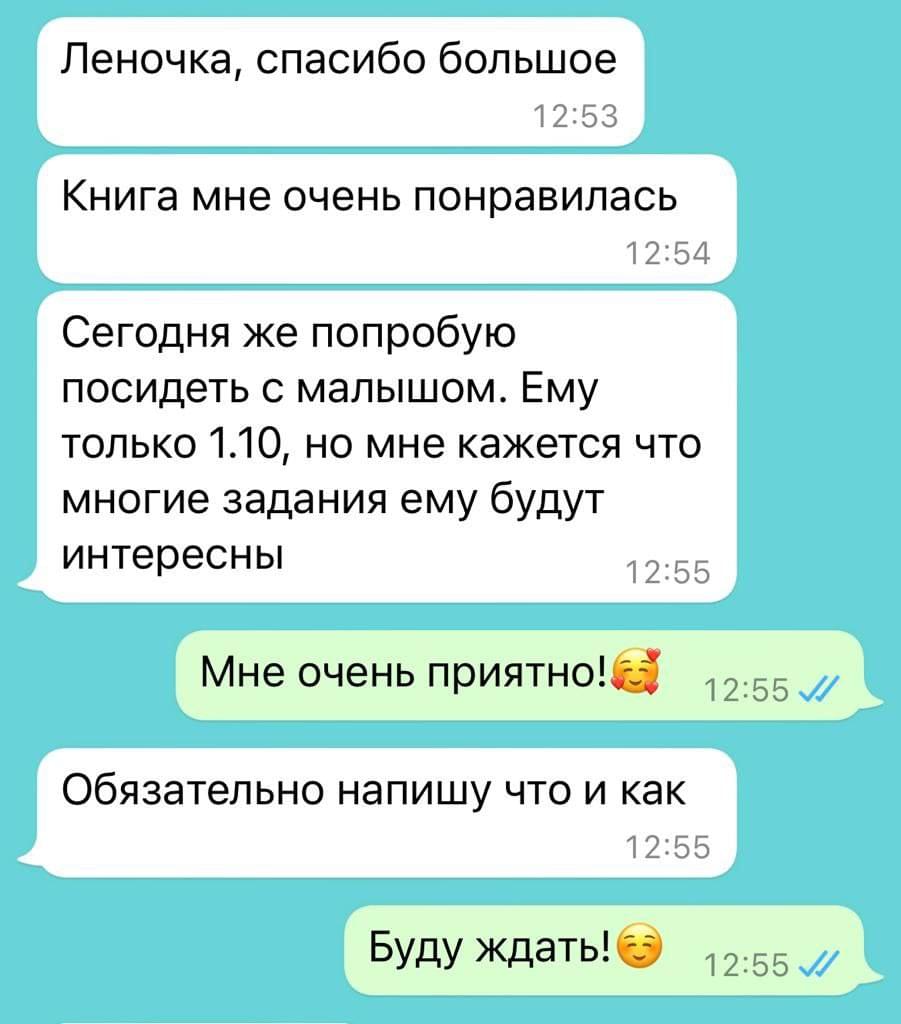 Леночка, спасибо большое
12:53
Книга мне очень понравилась
12:54
Сегодня же попробую
посидеть с малышом. Ему
только 1.10, но мне кажется что
многие задания ему будут
интересны
12:55
Мне очень приятно!🥰
12:55
Обязательно напишу что и как
12:55
Буду ждать!☺️
12:55